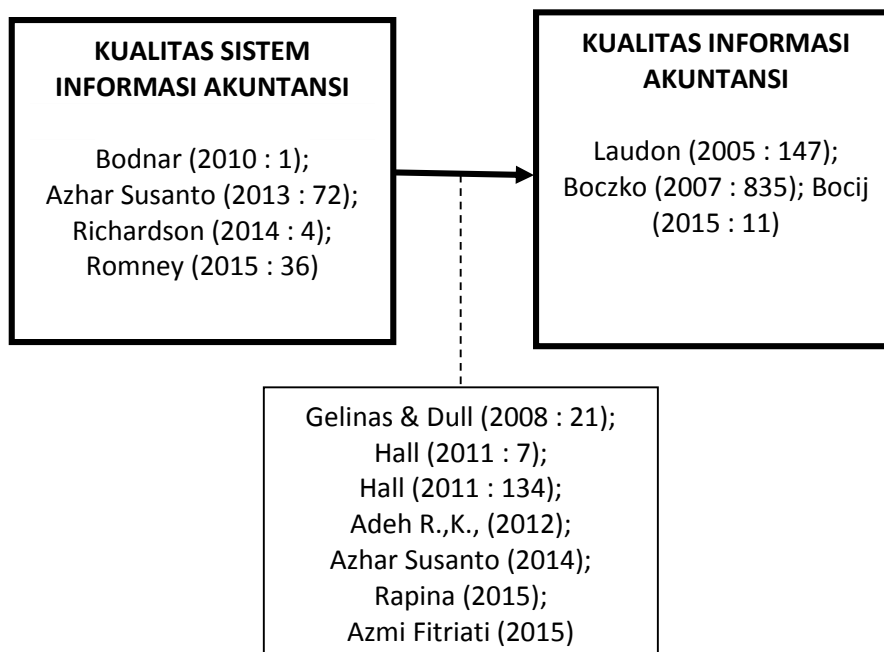 KUALITAS SISTEM
INFORMASI AKUNTANSI
Bodnar (2010 : 1);
Azhar Susanto (2013 : 72);
Richardson (2014 : 4);
Romney (2015 : 36)
KUALITAS INFORMASI
AKUNTANSI
Laudon (2005 : 147);
Boczko (2007 : 835); Bocij
(2015 : 11)
Gelinas & Dull (2008 : 21);
Hall (2011 : 7);
Hall (2011 : 134);
Adeh R.,K., (2012);
Azhar Susanto (2014);
Rapina (2015);
Azmi Fitriati (2015)